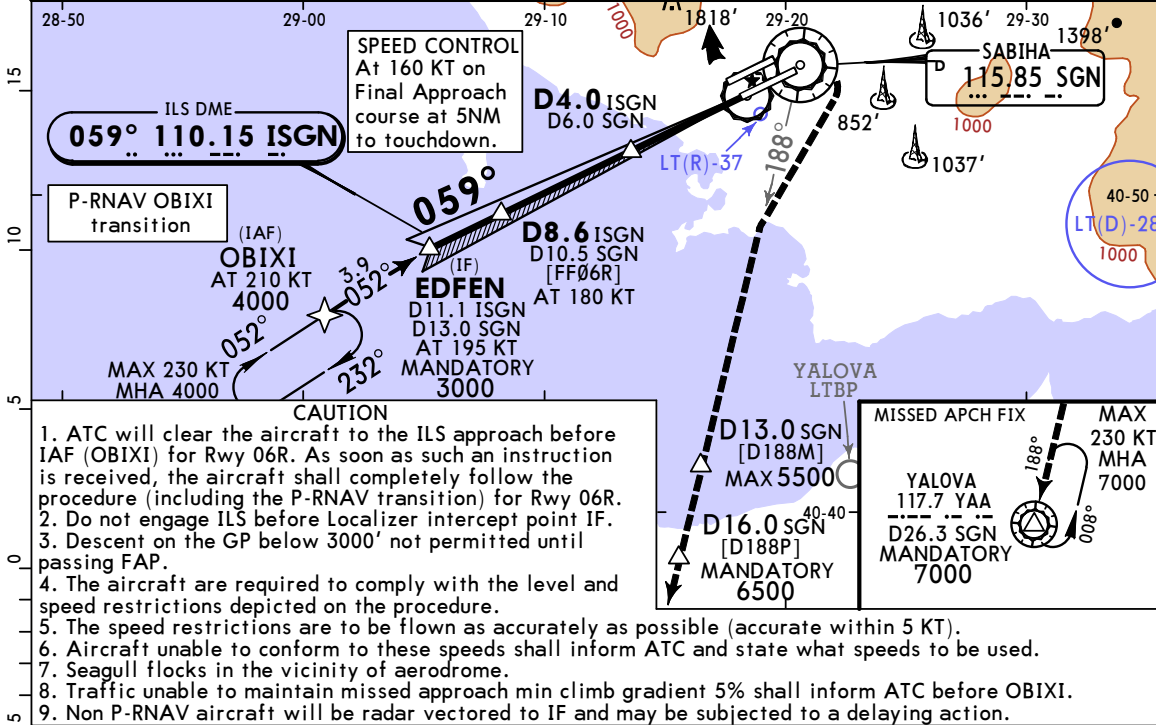 28-50
29-00
29-10
29-20
29-30
1000
1818'
1036'
1398'
SPEED CONTROL
At 160 KT on
Final Approach
course at 5NM
to touchdown.
ILS DME
059° 110.15 ISGN
D4.0 ISGN
D6.0 SGN
SABIHA
D
115.85 SGN
1000
15
852'
1037'
LT(R)-37
188°
P-RNAV OBIXI
transition
059°
40-50
LT(D)-28
1000
10
(IAF)
OBIXI
AT 210 KT
4000
3.9
052°
(IF)
EDFEN
D11.1 ISGN
D13.0 SGN
AT 195 KT
MANDATORY
3000
D8.6 ISGN
D10.5 SGN
[FF06R]
AT 180 KT
052°
232°
MAX 230 KT
MHA 4000
YALOVA
LTBP
5
CAUTION
1. ATC will clear the aircraft to the ILS approach before
IAF (OBIXI) for Rwy 06R. As soon as such an instruction
is received, the aircraft shall completely follow the
procedure (including the P-RNAV transition) for Rwy 06R.
2. Do not engage ILS before Localizer intercept point IF.
3. Descent on the GP below 3000' not permitted until
passing FAP.
4. The aircraft are required to comply with the level and
speed restrictions depicted on the procedure.
5. The speed restrictions are to be flown as accurately as possible (accurate within 5 KT).
6. Aircraft unable to conform to these speeds shall inform ATC and state what speeds to be used.
7. Seagull flocks in the vicinity of aerodrome.
8. Traffic unable to maintain missed approach min climb gradient 5% shall inform ATC before OBIXI.
9. Non P-RNAV aircraft will be radar vectored to IF and may be subjected to a delaying action.
D13.0 SGN
[D188M]
MAX 5500
40-40
D16.0 SGN
[D188P]
MANDATORY
6500
MISSED APCH FIX
MAX
230 KT
MHA
7000
188°
008°
YALOVA
117.7 YAA
D26.3 SGN
MANDATORY
7000
0
5